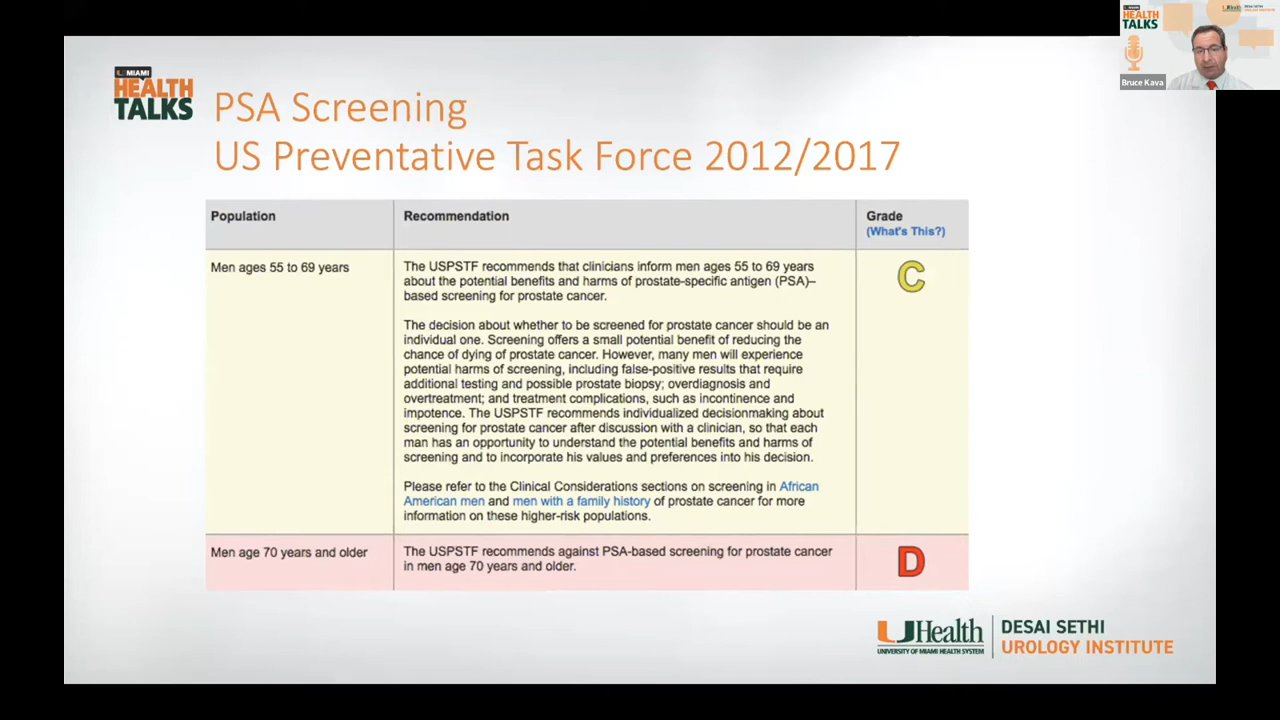 U MIAMI
HEALTH
TALKS
PSA Screening
US Preventative Task Force 2012/2017
Population
Recommendation
Grade
(What's This?)
Men ages 55 to 69 years
The USPSTF recommends that clinicians inform men ages 55 to 69 years
about the potential benefits and harms of prostate-specific antigen (PSA)–
based screening for prostate cancer.
The decision about whether to be screened for prostate cancer should be an
individual one. Screening offers a small potential benefit of reducing the
chance of dying of prostate cancer. However, many men will experience
potential harms of screening, including false-positive results that require
additional testing and possible prostate biopsy; overdiagnosis and
overtreatment; and treatment complications, such as incontinence and
impotence. The USPSTF recommends individualized decisionmaking about
screening for prostate cancer after discussion with a clinician, so that each
man has an opportunity to understand the potential benefits and harms of
screening and to incorporate his values and preferences into his decision.
Please refer to the Clinical Considerations sections on screening in African
American men and men with a family history of prostate cancer for more
information on these higher-risk populations.
C
Men age 70 years and older
The USPSTF recommends against PSA-based screening for prostate cancer
in men age 70 years and older.
D
UHealth
UNIVERSITY OF MIAMI HEALTH SYSTEM
DESAI SETHI
UROLOGY INSTITUTE
HEALTH
TALKS
Bruce Kava